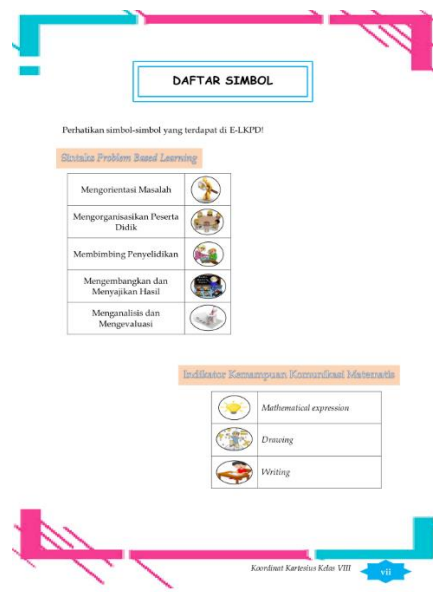 DAFTAR SIMBOL
Perhatikan simbol-simbol yang terdapat di E-LKPD!
Sintaks Problem Based Learning
Mengorientasi Masalah
Mengorganisasikan Peserta
Didik
Membimbing Penyelidikan
Mengembangkan dan
Menyajikan Hasil
Menganalisis dan
Mengevaluasi
Indikator Kemampuan Komunikasi Matematis
Mathematical expression
Drawing
Writing
Koordinat Kartesius Kelas VIII
vii